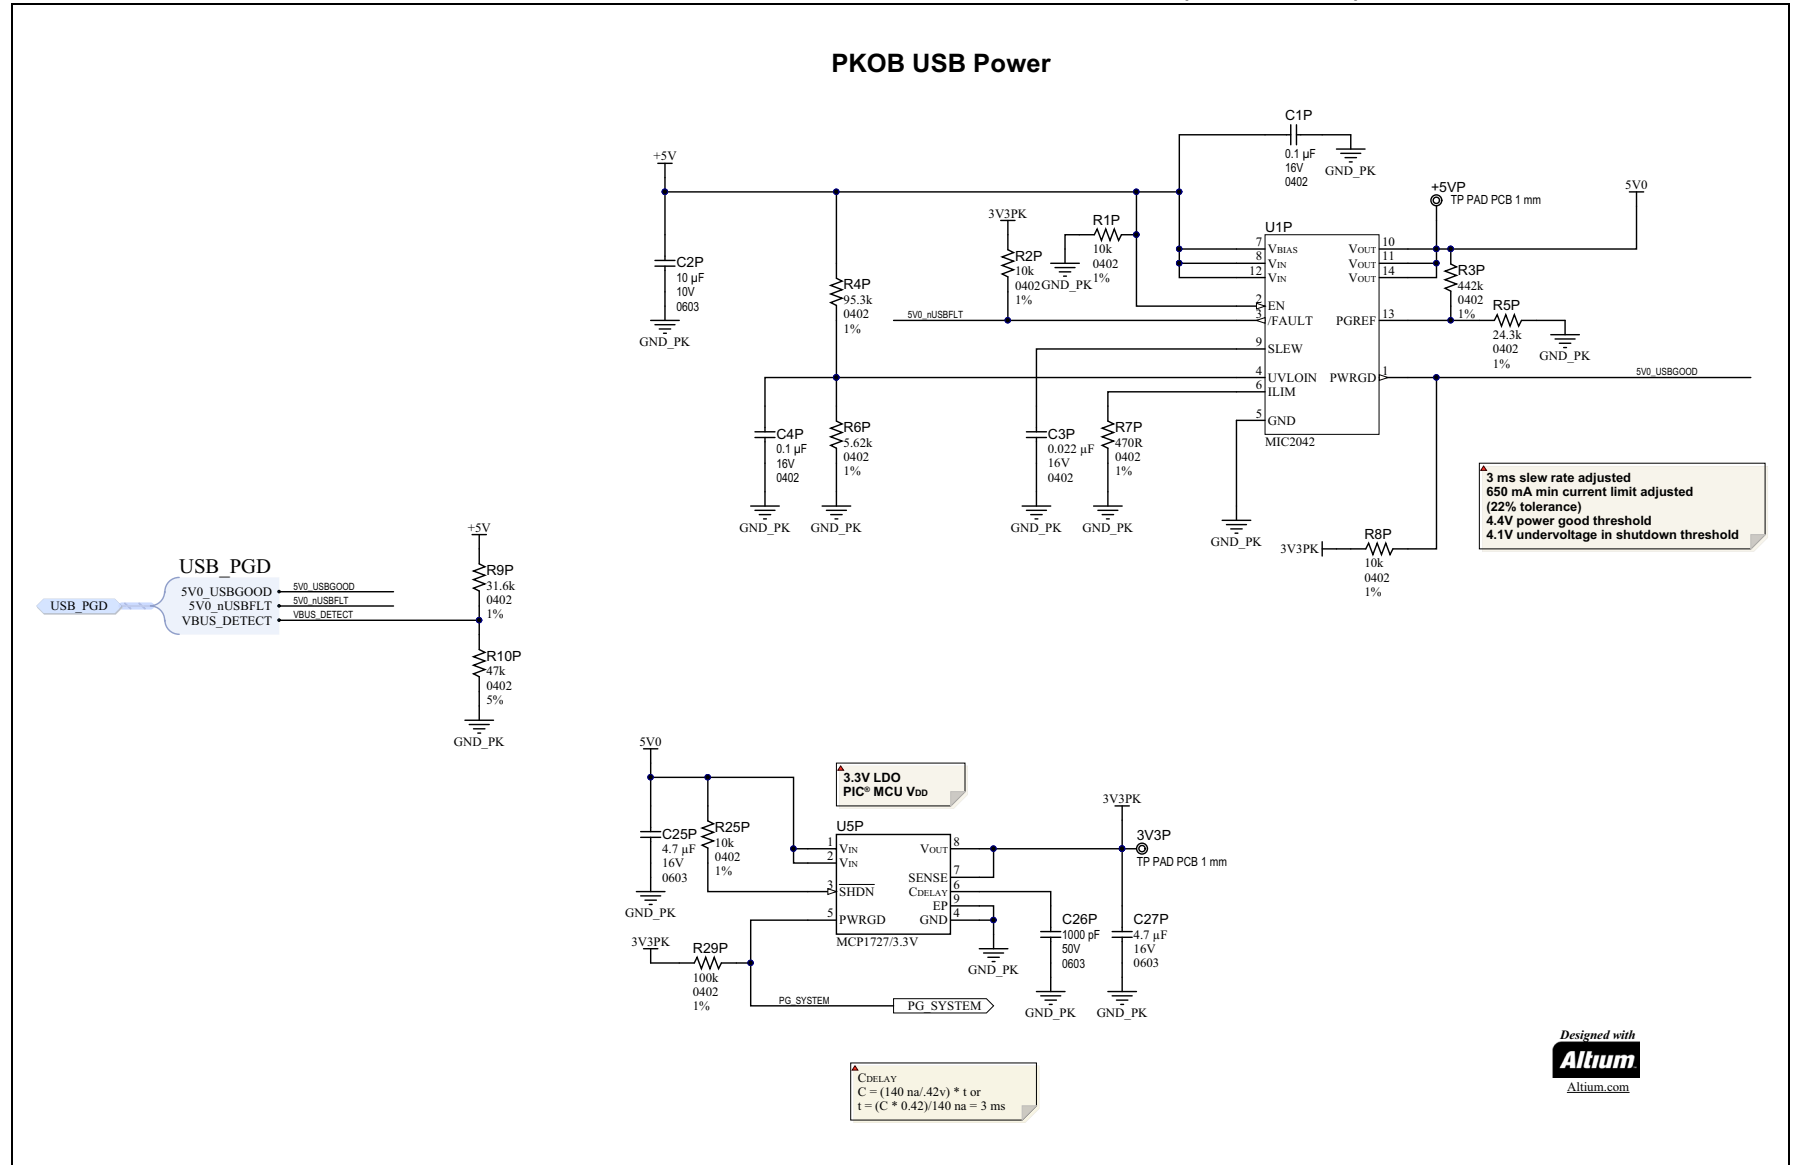 PKOB USB Power
C1P
0.1 µF
16V
0402
GND_PK
+5V
C2P
10 µF
10V
0603
GND_PK
R4P
95.3k
0402
1%
3V3PK
R2P
10k
0402
1%
R1P
10k
0402
1%
GND_PK
5V0_nUSBFLT
U1P
7 VBIAS
8 VIN
12 VIN
2 EN
3 /FAULT
9 SLEW
4 UVLOIN
6 ILIM
5 GND
VOUT 10
VOUT 11
VOUT 14
PGREF 13
PWRGD 1
MIC2042
+5VP
TP PAD PCB 1 mm
5V0
R3P
442k
0402
1%
R5P
24.3k
0402
1%
GND_PK
5V0_USBGOOD
C4P
0.1 µF
16V
0402
GND_PK
R6P
5.62k
0402
1%
GND_PK
C3P
0.022 µF
16V
0402
GND_PK
R7P
470R
0402
1%
GND_PK
GND_PK
3V3PK
R8P
10k
0402
1%
3 ms slew rate adjusted
650 mA min current limit adjusted
(22% tolerance)
4.4V power good threshold
4.1V undervoltage in shutdown threshold
USB_PGD
USB_PGD
5V0_USBGOOD
5V0_nUSBFLT
VBUS_DETECT
5V0_USBGOOD
5V0_nUSBFLT
VBUS_DETECT
+5V
R9P
31.6k
0402
1%
R10P
47k
0402
5%
GND_PK
5V0
C25P
4.7 µF
16V
0603
GND_PK
R25P
10k
0402
1%
3.3V LDO
PIC® MCU VDD
U5P
1 VIN
2 VIN
3 SHDN
5 PWRGD
VOUT 8
SENSE 7
CDELAY 6
EP 9
GND 4
MCP1727/3.3V
3V3PK
R29P
100k
0402
1%
PG_SYSTEM
PG_SYSTEM
GND_PK
C26P
1000 pF
50V
0603
GND_PK
3V3PK
3V3P
TP PAD PCB 1 mm
C27P
4.7 µF
16V
0603
GND_PK
CDELAY
C = (140 na/.42v) * t or
t = (C * 0.42)/140 na = 3 ms
Designed with
Altıum
Altium.com